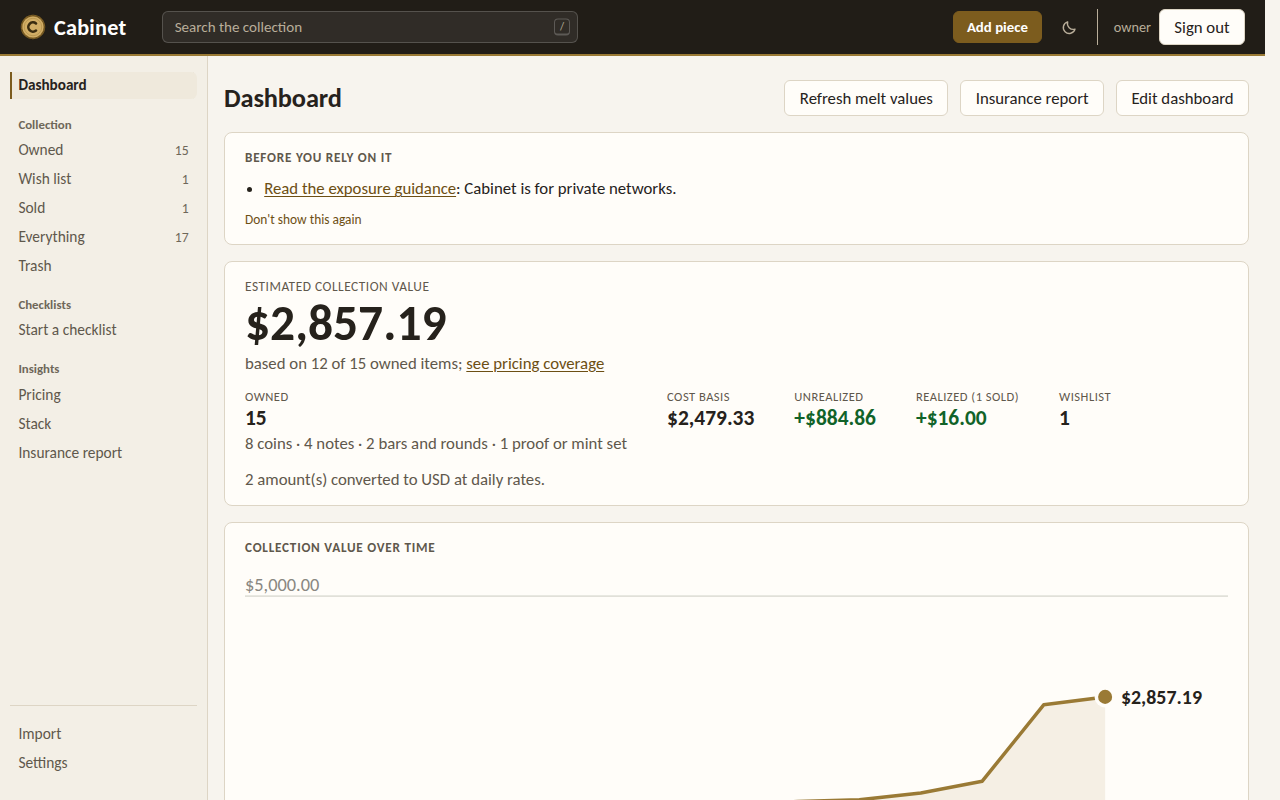 C Cabinet
Search the collection /
Add piece
owner
Sign out
Dashboard
Collection
Owned 15
Wish list 1
Sold 1
Everything 17
Trash
Checklists
Start a checklist
Insights
Pricing
Stack
Insurance report
Import
Settings
Dashboard
Refresh melt values
Insurance report
Edit dashboard
BEFORE YOU RELY ON IT
• Read the exposure guidance: Cabinet is for private networks.
Don't show this again
ESTIMATED COLLECTION VALUE
$2,857.19
based on 12 of 15 owned items; see pricing coverage
OWNED
15
8 coins · 4 notes · 2 bars and rounds · 1 proof or mint set
COST BASIS
$2,479.33
UNREALIZED
+$884.86
REALIZED (1 SOLD)
+$16.00
WISHLIST
1
2 amount(s) converted to USD at daily rates.
COLLECTION VALUE OVER TIME
$5,000.00
$2,857.19